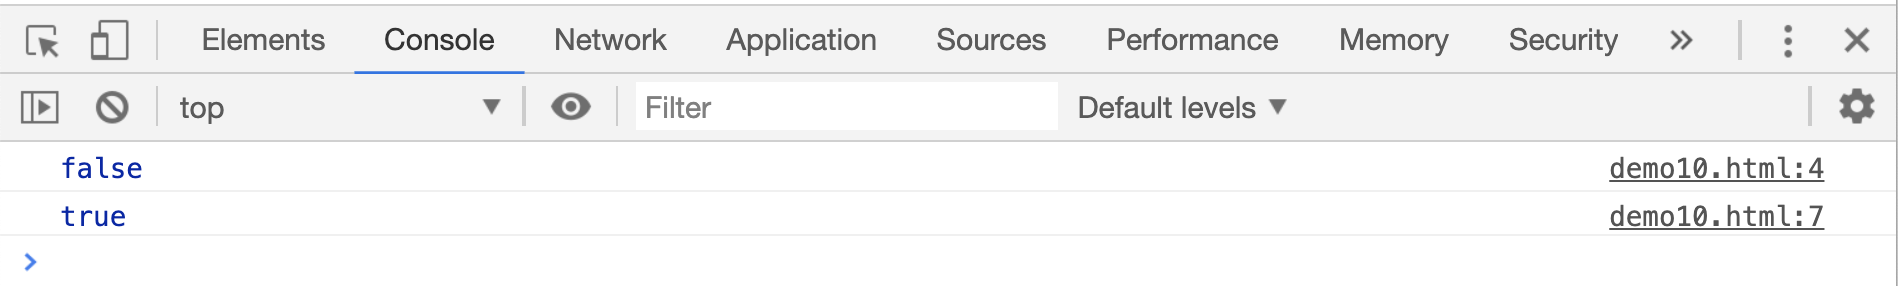 Elements Console Network Application Sources Performance Memory Security
top Filter Default levels
false demo10.html:4
true demo10.html:7